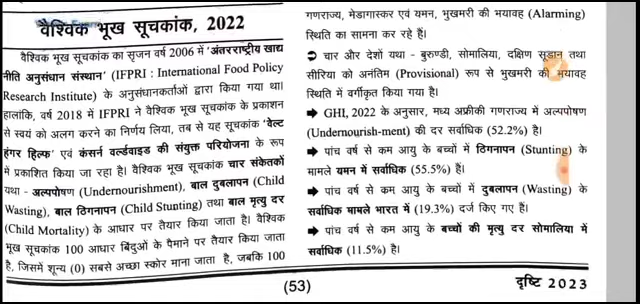 वैश्विक भूख सूचकांक, 2022
वैश्विक भूख सूचकांक का सृजन वर्ष 2006 में 'अंतरराष्ट्रीय खाद्य
नीति अनुसंधान संस्थान' (IFPRI : International Food Policy
Research Institute) के अनुसंधानकर्ताओं द्वारा किया गया था।
हालांकि, वर्ष 2018 में IFPRI ने वैश्विक भूख सूचकांक के प्रकाशन
से स्वयं को अलग करने का निर्णय लिया, तब से यह सूचकांक 'वेल्ट
हंगर हिल्फ' एवं कंसर्न वर्ल्डवाइड की संयुक्त परियोजना के रूप
में प्रकाशित किया जा रहा है। वैश्विक भूख सूचकांक चार संकेतकों
यथा - अल्पपोषण (Undernourishment), बाल दुबलापन (Child
Wasting), बाल ठिगनापन (Child Stunting) तथा बाल मृत्यु दर
(Child Mortality) के आधार पर तैयार किया जाता है। वैश्विक
भूख सूचकांक 100 आधार बिंदुओं के पैमाने पर तैयार किया जाता
है, जिसमें शून्य (0) सबसे अच्छा स्कोर माना जाता है, जबकि 100
गणराज्य, मेडागास्कर एवं यमन, भुखमरी की भयावह (Alarming)
स्थिति का सामना कर रहे हैं।
➲ चार और देशों यथा - बुरुण्डी, सोमालिया, दक्षिण सूडान तथा
सीरिया को अनंतिम (Provisional) रूप से भुखमरी की भयावह
स्थिति में वर्गीकृत किया गया है।
➡ GHI, 2022 के अनुसार, मध्य अफ्रीकी गणराज्य में अल्पपोषण
(Undernourish-ment) की दर सर्वाधिक (52.2%) है।
➡ पांच वर्ष से कम आयु के बच्चों में ठिगनापन (Stunting) के
मामले यमन में सर्वाधिक (55.5%) हैं।
➡ पांच वर्ष से कम आयु के बच्चों में दुबलापन (Wasting) के
सर्वाधिक मामले भारत में (19.3%) दर्ज किए गए हैं।
➡ पांच वर्ष से कम आयु के बच्चों की मृत्यु दर सोमालिया में
सर्वाधिक (11.5%) है।
(53)
दृष्टि 2023